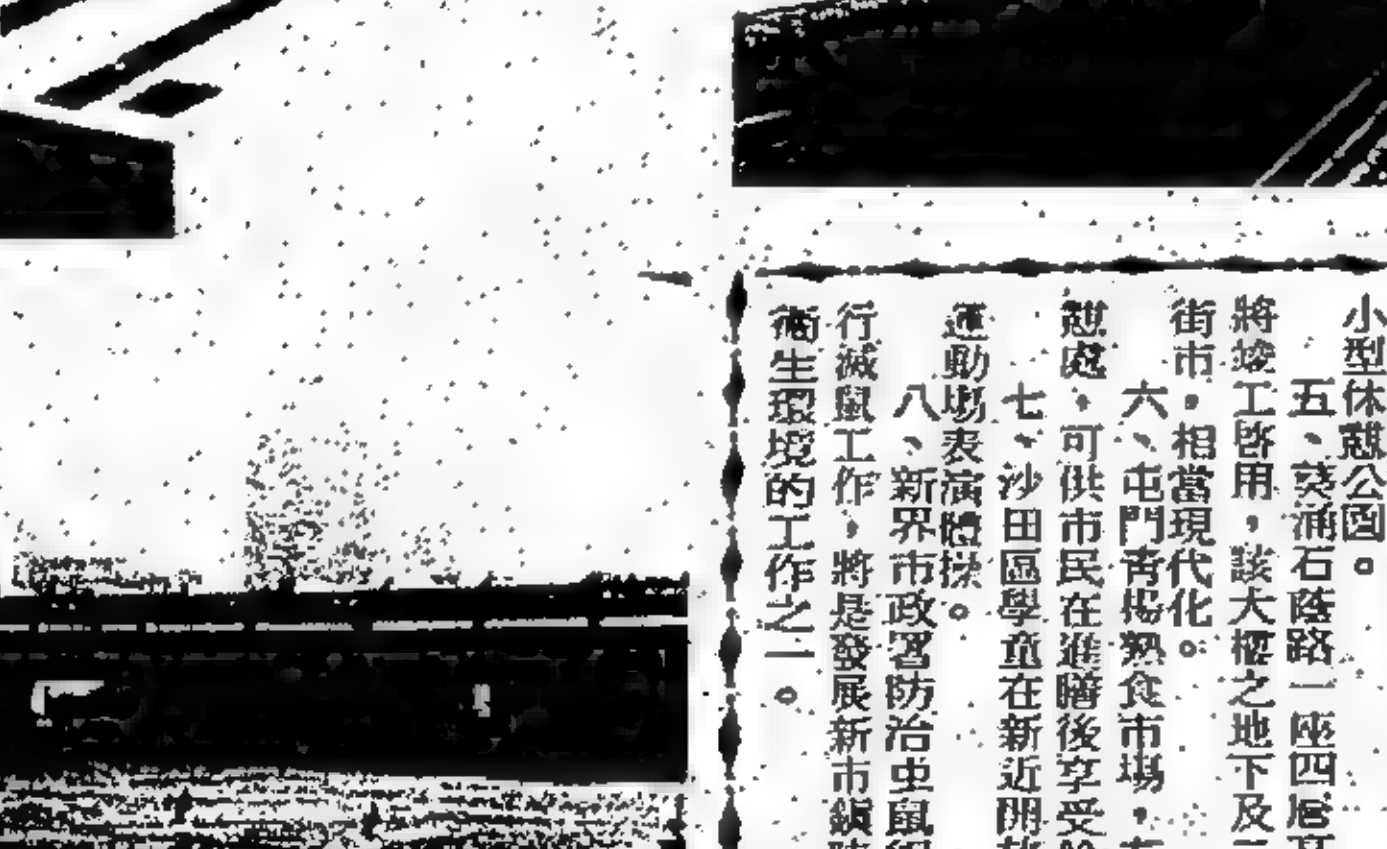 小型休憩公園。
五、葵涌石蔭路一座四層
將竣工啓用，該大樓之地下及
街市，相當現代化。
六、屯門青楊熟食市場，
憩處，可供市民在進膳後享受
七、沙田區學童在新近開
運動場表演體操。
八、新界市政署防治虫鼠
行滅鼠工作，將是發展新市鎮
衛生環境的工作之一。